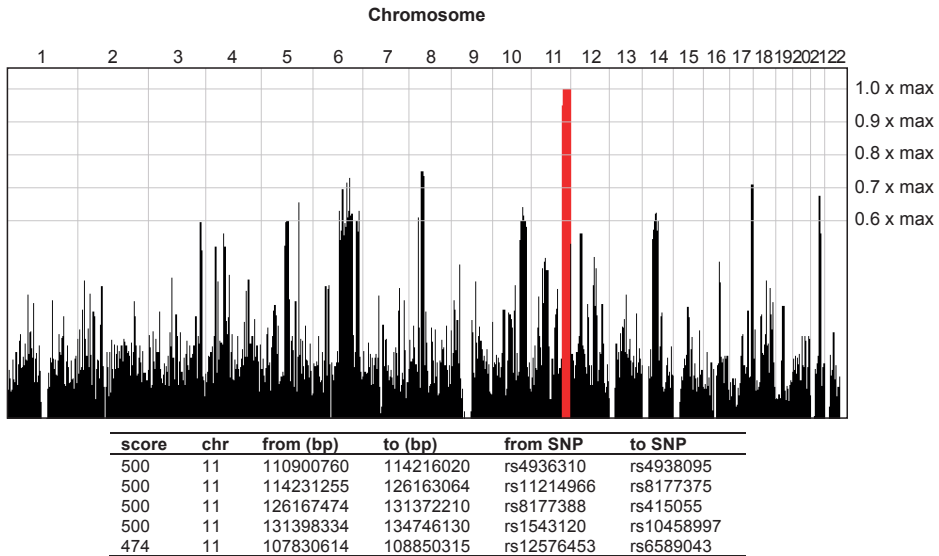 Chromosome
1 2 3 4 5 6 7 8 9 10 11 12 13 14 15 16 17 18 19 20 21 22
1.0 x max
0.9 x max
0.8 x max
0.7 x max
0.6 x max
score chr from (bp) to (bp) from SNP to SNP
500 11 110900760 114216020 rs4936310 rs4938095
500 11 114231255 126163064 rs11214966 rs8177375
500 11 126167474 131372210 rs8177388 rs415055
500 11 131398334 134746130 rs1543120 rs10458997
474 11 107830614 108850315 rs12576453 rs6589043